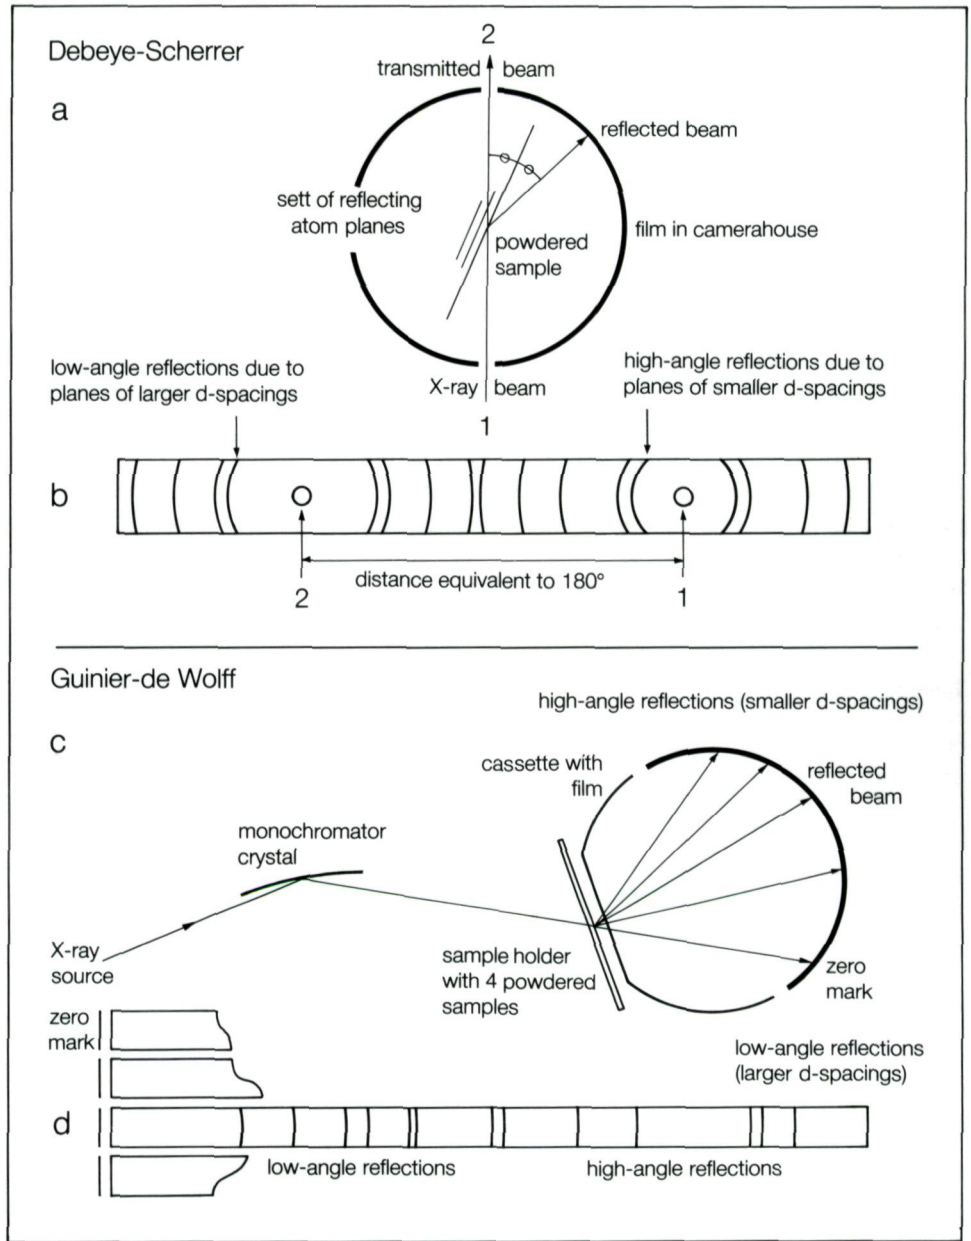 Debeye-Scherrer
a
2
transmitted beam
reflected beam
sett of reflecting
atom planes
powdered
sample
film in camerahouse
low-angle reflections due to
planes of larger d-spacings
X-ray beam
1
high-angle reflections due to
planes of smaller d-spacings
b
distance equivalent to 180°
2
1
Guinier-de Wolff
high-angle reflections (smaller d-spacings)
c
cassette with
film
reflected
beam
monochromator
crystal
X-ray
source
sample holder
with 4 powdered
samples
zero
mark
zero
mark
low-angle reflections
(larger d-spacings)
d
low-angle reflections
high-angle reflections